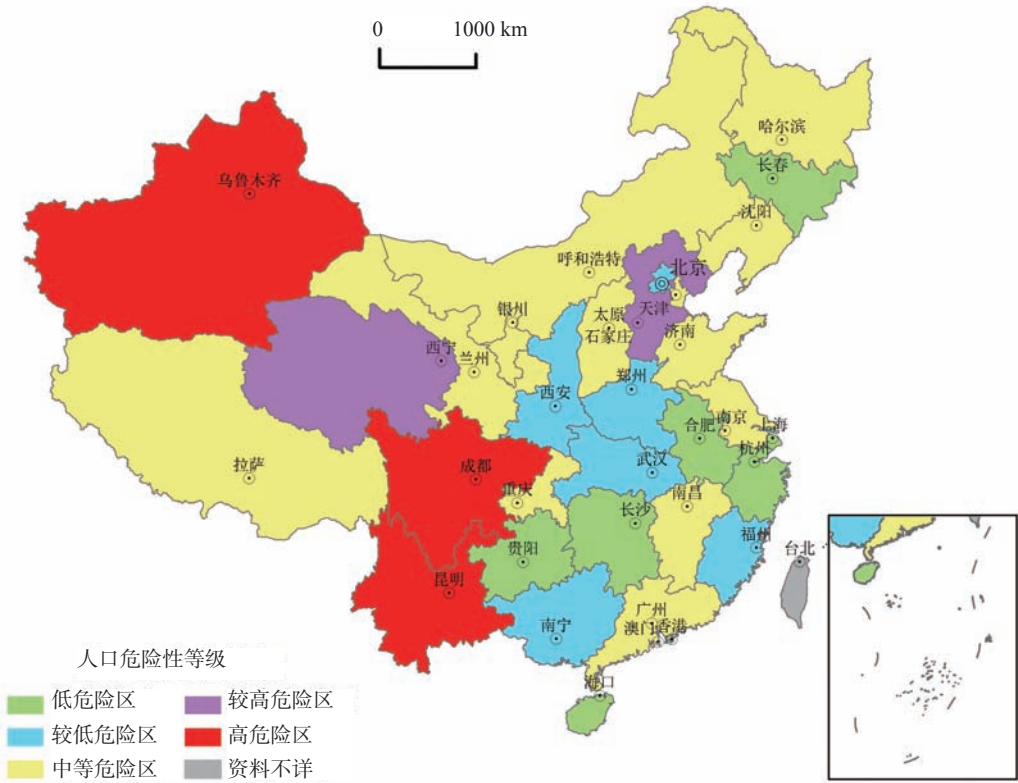 0 1000 km
哈尔滨
长春
乌鲁木齐
沈阳
呼和浩特
北京
银川
太原
天津
石家庄
济南
西宁
兰州
郑州
西安
合肥
南京
上海
杭州
拉萨
成都
武汉
重庆
南昌
长沙
贵阳
福州
台北
昆明
广州
南宁
澳门
香港
海口
人口危险性等级
低危险区
较高危险区
较低危险区
高危险区
中等危险区
资料不详